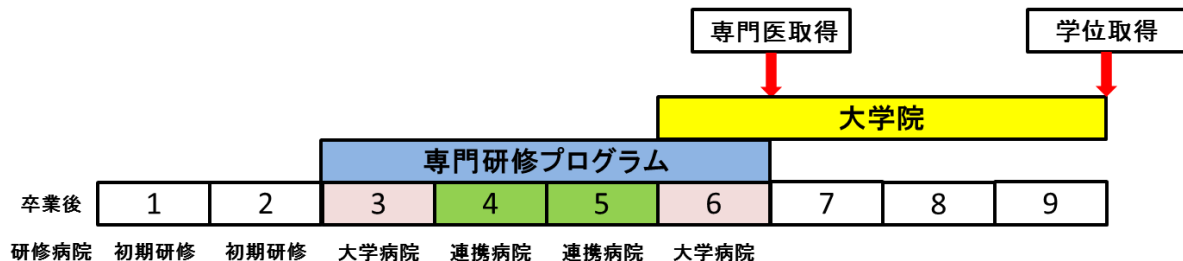 専門医取得 学位取得
大学院
専門研修プログラム
卒業後 1 2 3 4 5 6 7 8 9
研修病院 初期研修 初期研修 大学病院 連携病院 連携病院 大学病院